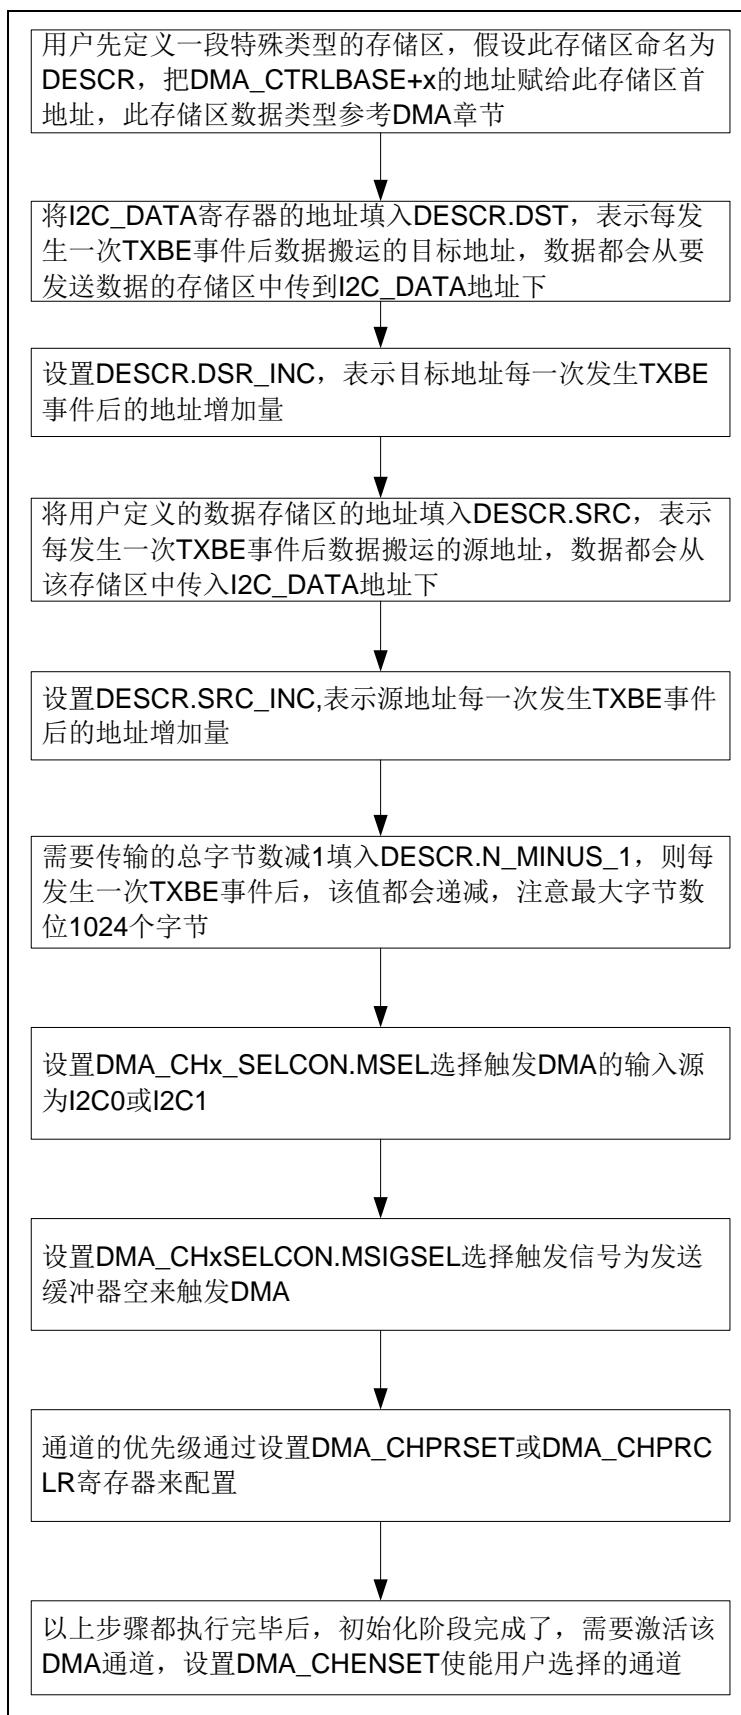 用户先定义一段特殊类型的存储区，假设此存储区命名为
DESCR，把DMA_CTRLBASE+x的地址赋给此存储区首
地址，此存储区数据类型参考DMA章节
将I2C_DATA寄存器的地址填入DESCR.DST，表示每发
生一次TXBE事件后数据搬运的目标地址，数据都会从要
发送数据的存储区中传到I2C_DATA地址下
设置DESCR.DSR_INC，表示目标地址每一次发生TXBE
事件后的地址增加量
将用户定义的数据存储区的地址填入DESCR.SRC，表示
每发生一次TXBE事件后数据搬运的源地址，数据都会从
该存储区中传入I2C_DATA地址下
设置DESCR.SRC_INC,表示源地址每一次发生TXBE事件
后的地址增加量
需要传输的总字节数减1填入DESCR.N_MINUS_1，则每
发生一次TXBE事件后，该值都会递减，注意最大字节数
位1024个字节
设置DMA_CHx_SELCON.MSEL选择触发DMA的输入源
为I2C0或I2C1
设置DMA_CHxSELCON.MSIGSEL选择触发信号为发送
缓冲器空来触发DMA
通道的优先级通过设置DMA_CHPRSET或DMA_CHPRC
LR寄存器来配置
以上步骤都执行完毕后，初始化阶段完成了，需要激活该
DMA通道，设置DMA_CHENSET使能用户选择的通道